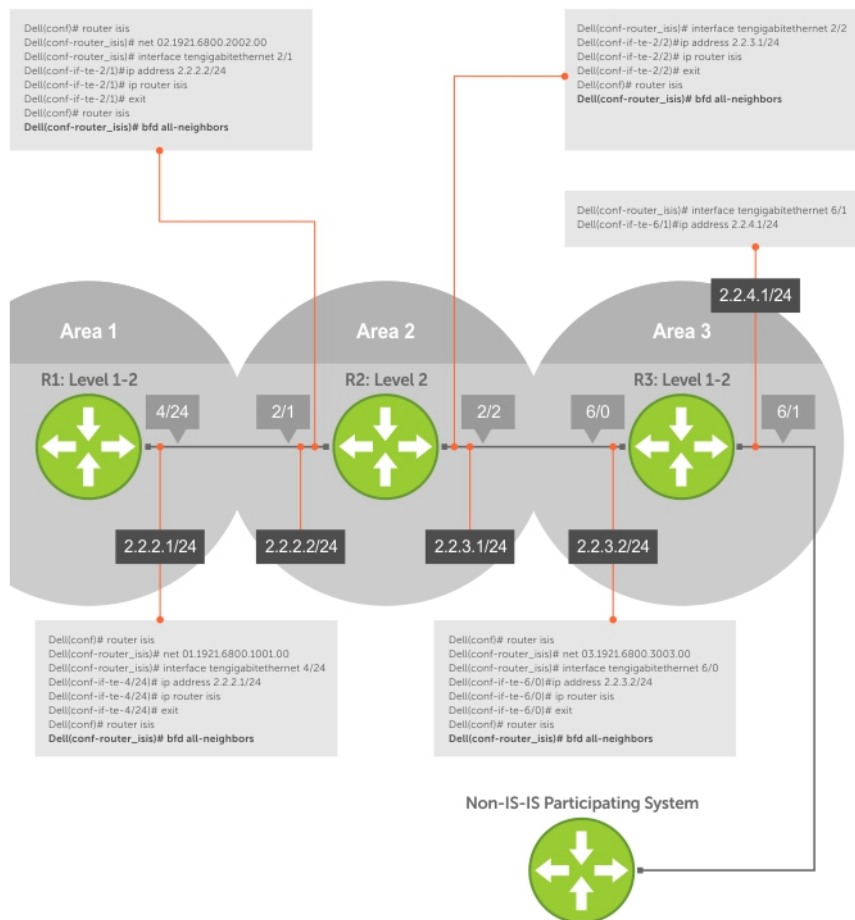 Dell(conf)# router isis
Dell(conf-router_isis)# net 02.1921.6800.2002.00
Dell(conf-router_isis)# interface tengigabitethernet 2/1
Dell(conf-if-te-2/1)#ip address 2.2.2.2/24
Dell(conf-if-te-2/1)# ip router isis
Dell(conf-if-te-2/1)# exit
Dell(conf)# router isis
Dell(conf-router_isis)# bfd all-neighbors
Dell(conf-router_isis)# interface tengigabitethernet 2/2
Dell(conf-if-te-2/2)#ip address 2.2.3.1/24
Dell(conf-if-te-2/2)# ip router isis
Dell(conf-if-te-2/2)# exit
Dell(conf)# router isis
Dell(conf-router_isis)# bfd all-neighbors
Dell(conf-router_isis)# interface tengigabitethernet 6/1
Dell(conf-if-te-6/1)#ip address 2.2.4.1/24
2.2.4.1/24
Area 1
Area 2
Area 3
R1: Level 1-2
R2: Level 2
R3: Level 1-2
4/24
2/1
2/2
6/0
6/1
2.2.2.1/24
2.2.2.2/24
2.2.3.1/24
2.2.3.2/24
Dell(conf)# router isis
Dell(conf-router_isis)# net 01.1921.6800.1001.00
Dell(conf-router_isis)# interface tengigabitethernet 4/24
Dell(conf-if-te-4/24)# ip address 2.2.2.1/24
Dell(conf-if-te-4/24)# ip router isis
Dell(conf-if-te-4/24)# exit
Dell(conf)# router isis
Dell(conf-router_isis)# bfd all-neighbors
Dell(conf)# router isis
Dell(conf-router_isis)# net 03.1921.6800.3003.00
Dell(conf-router_isis)# interface tengigabitethernet 6/0
Dell(conf-if-te-6/0)#ip address 2.2.3.2/24
Dell(conf-if-te-6/0)# ip router isis
Dell(conf-if-te-6/0)# exit
Dell(conf)# router isis
Dell(conf-router_isis)# bfd all-neighbors
Non-IS-IS Participating System